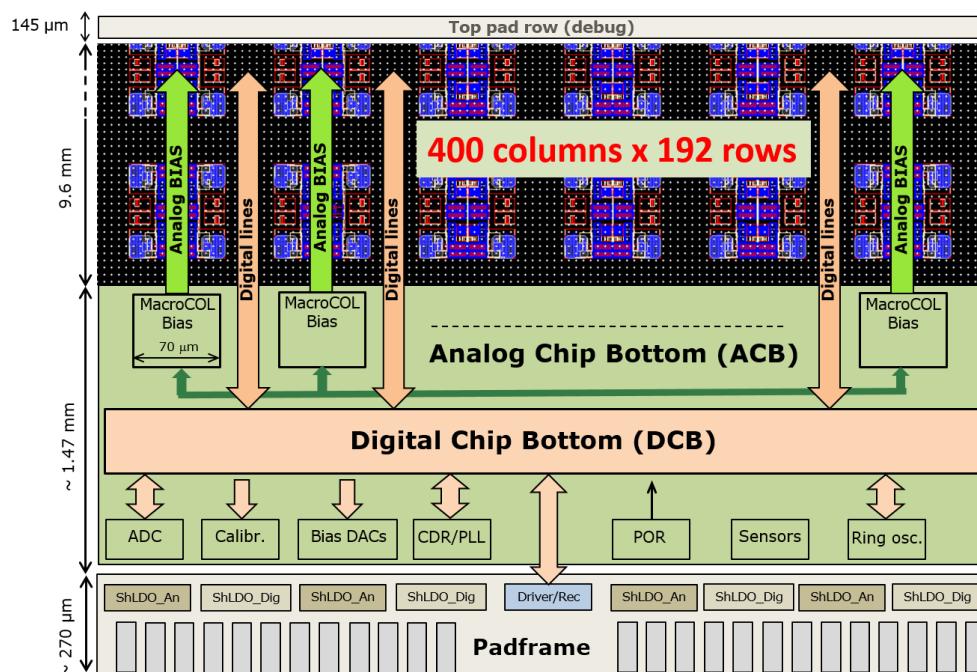 145 µm
Top pad row (debug)
9.6 mm
400 columns x 192 rows
Analog BIAS
Digital lines
Analog BIAS
Digital lines
Digital lines
Analog BIAS
MacroCOL
Bias
70 µm
MacroCOL
Bias
MacroCOL
Bias
Analog Chip Bottom (ACB)
~ 1.47 mm
Digital Chip Bottom (DCB)
ADC
Calibr.
Bias DACs
CDR/PLL
POR
Sensors
Ring osc.
~ 270 µm
ShLDO_An
ShLDO_Dig
ShLDO_An
ShLDO_Dig
Driver/Rec
ShLDO_An
ShLDO_Dig
ShLDO_An
ShLDO_Dig
Padframe